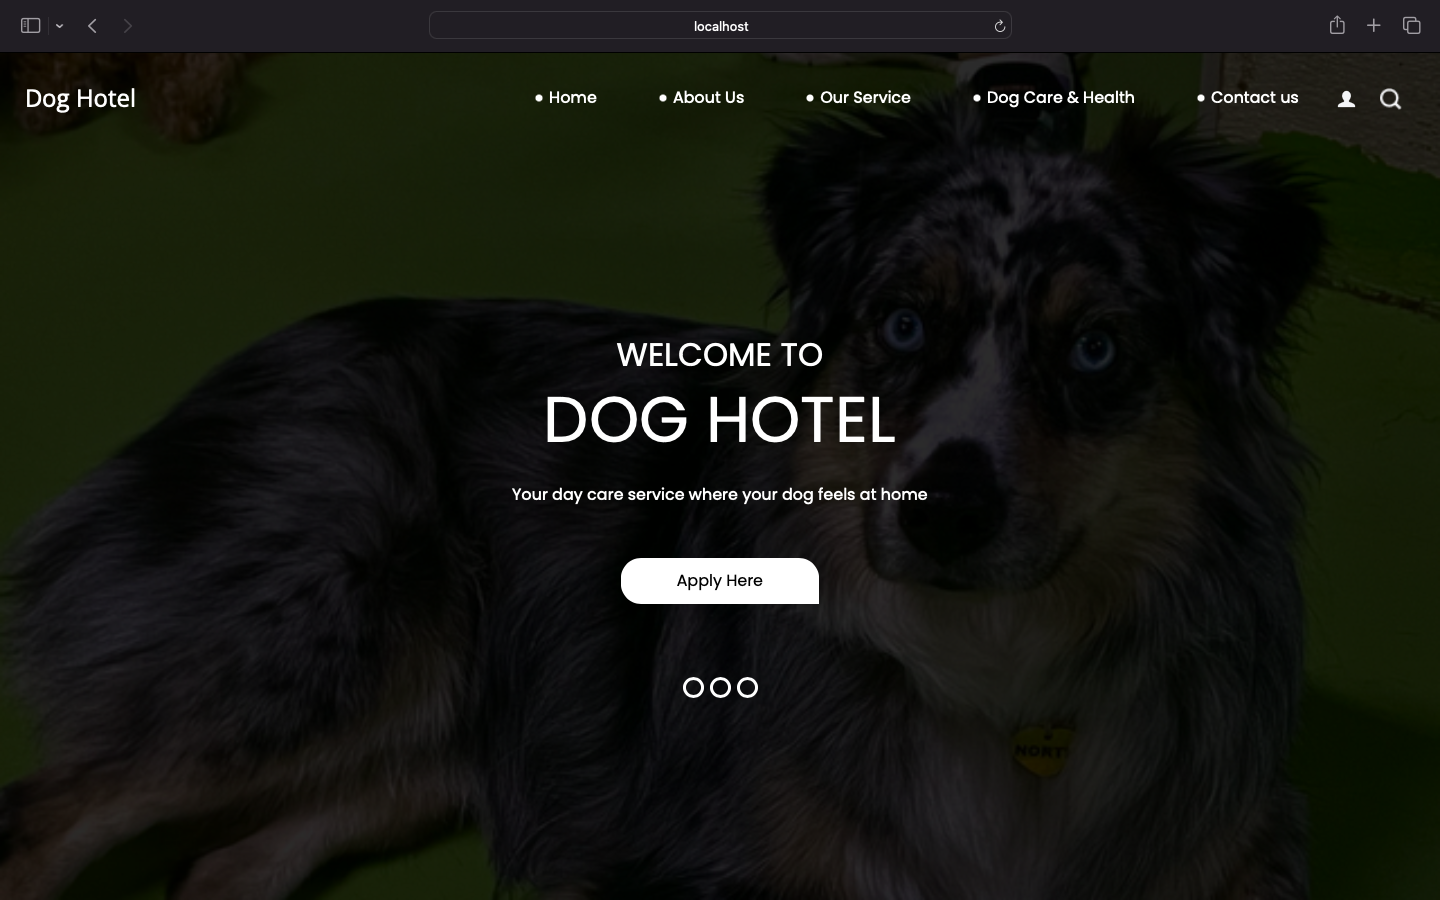 localhost
Dog Hotel
Home About Us Our Service Dog Care & Health Contact us
WELCOME TO
DOG HOTEL
Your day care service where your dog feels at home
Apply Here
NORT